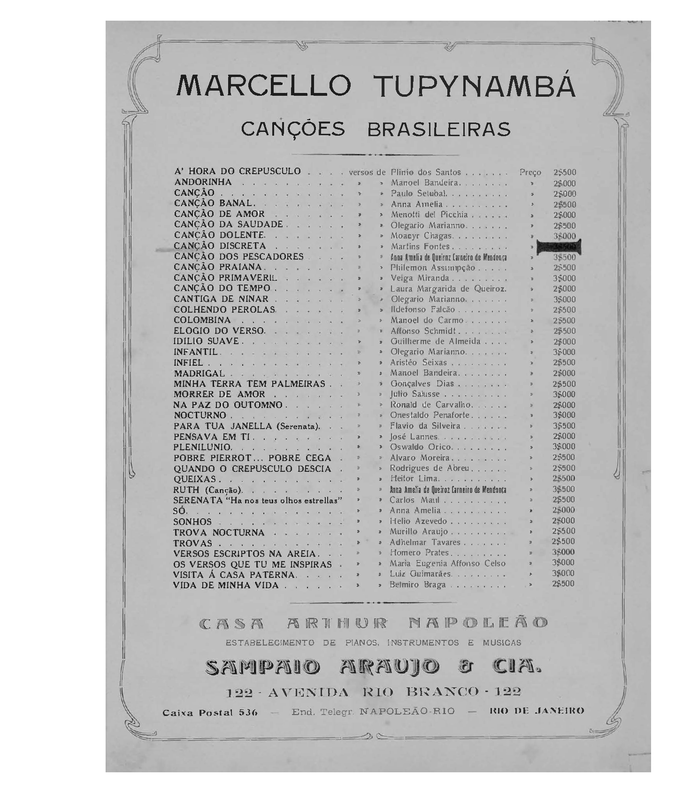 MARCELLO TUPYNAMBÁ
CANÇÕES BRASILEIRAS
A' HORA DO CREPUSCULO . . . . versos de Plinio dos Santos . . . . . . . Preço 2$500
ANDORINHA . . . . . . . . . . » » Manoel Bandeira. . . . . . . . » 2$000
CANÇÃO . . . . . . . . . . . » » Paulo Setubal. . . . . . . . . » 2$000
CANÇÃO BANAL. . . . . . . . . » » Anna Amelia . . . . . . . . . » 2$500
CANÇÃO DE AMOR . . . . . . . » » Menotti del Picchia . . . . . . » 2$000
CANÇÃO DA SAUDADE . . . . . . » » Olegario Marianno. . . . . . . » 2$500
CANÇÃO DOLENTE. . . . . . . . » » Moacyr Chagas. . . . . . . . » 3$000
CANÇÃO DISCRETA . . . . . . . » » Martins Fontes . . . . . . . . »
CANÇÃO DOS PESCADORES » » Anna Amelia de Queiroz Carneiro de Mendonça » 3$500
CANÇÃO PRAIANA. . . . . . . . » » Philemon Assumpção . . . . . » 2$500
CANÇÃO PRIMAVERIL. . . . . . . » » Veiga Miranda . . . . . . . . » 3$000
CANÇÃO DO TEMPO . . . . . . . » » Laura Margarida de Queiroz. » 2$000
CANTIGA DE NINAR . . . . . . . » » Olegario Marianno. . . . . . . » 3$000
COLHENDO PEROLAS. . . . . . . » » Ildefonso Falcão . . . . . . . » 2$500
COLOMBINA . . . . . . . . . . » » Manoel do Carmo . . . . . . . » 2$500
ELOGIO DO VERSO. . . . . . . . » » Affonso Schmidt . . . . . . . . » 2$500
IDILIO SUAVE. . . . . . . . . . » » Guilherme de Almeida . . . . » 2$000
INFANTIL. . . . . . . . . . . . » » Olegario Marianno. . . . . . . » 3$000
INFIEL . . . . . . . . . . . . » » Aristêo Seixas . . . . . . . . » 2$500
MADRIGAL . . . . . . . . . . . » » Manoel Bandeira. . . . . . . . » 2$000
MINHA TERRA TEM PALMEIRAS . . » » Gonçalves Dias . . . . . . . . » 2$500
MORRER DE AMOR . . . . . . . » » Julio Salusse . . . . . . . . . » 3$000
NA PAZ DO OUTOMNO . . . . . . » » Ronald de Carvalho. . . . . . » 2$000
NOCTURNO . . . . . . . . . . . » » Onestaldo Penaforte. . . . . . » 3$000
PARA TUA JANELLA (Serenata). . . » » Flavio da Silveira . . . . . . . » 3$500
PENSAVA EM TI. . . . . . . . . » » José Lannes. . . . . . . . . . » 2$000
PLENILUNIO. . . . . . . . . . . » » Oswaldo Orico. . . . . . . . . » 3$000
POBRE PIERROT... POBRE CEGA . » » Alvaro Moreira . . . . . . . . » 2$500
QUANDO O CREPUSCULO DESCIA . » » Rodrigues de Abreu. . . . . . » 2$500
QUEIXAS . . . . . . . . . . . . » » Heitor Lima. . . . . . . . . . » 2$500
RUTH (Canção). . . . . . . . . . » » Anna Amelia de Queiroz Carneiro de Mendonça » 3$500
SERENATA "Ha nos teus olhos estrellas" » » Carlos Maul . . . . . . . . . . » 2$500
SÓ. . . . . . . . . . . . . . . » » Anna Amelia . . . . . . . . . » 2$000
SONHOS . . . . . . . . . . . . » » Helio Azevedo . . . . . . . . » 2$000
TROVA NOCTURNA . . . . . . . » » Murillo Araujo . . . . . . . . » 2$500
TROVAS . . . . . . . . . . . . » » Adhelmar Tavares . . . . . . . » 2$500
VERSOS ESCRIPTOS NA AREIA. . . » » Homero Prates. . . . . . . . . » 3$000
OS VERSOS QUE TU ME INSPIRAS . » » Maria Eugenia Affonso Celso » 3$000
VISITA Á CASA PATERNA. . . . . » » Luiz Guimarães . . . . . . . . » 3$000
VIDA DE MINHA VIDA . . . . . . » » Belmiro Braga . . . . . . . . . » 2$500
CASA ARTHUR NAPOLEÃO
ESTABELECIMENTO DE PIANOS, INSTRUMENTOS E MUSICAS
SAMPAIO ARAUJO & CIA.
122 - AVENIDA RIO BRANCO - 122
Caixa Postal 536 — End. Telegr. NAPOLEÃO-RIO — RIO DE JANEIRO